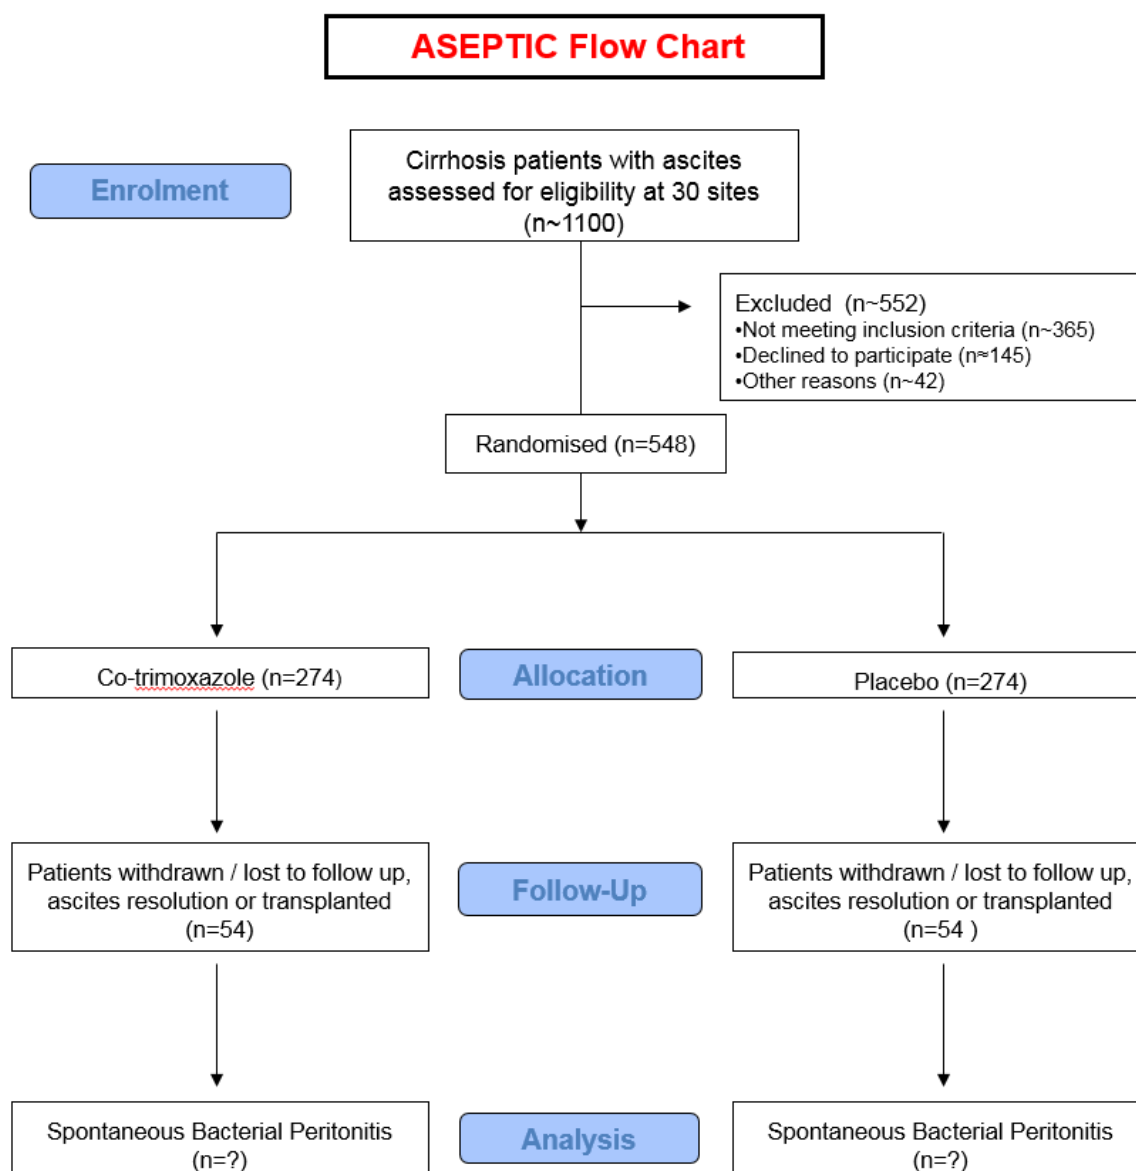 ASEPTIC Flow Chart
Enrolment
Cirrhosis patients with ascites
assessed for eligibility at 30 sites
(n~1100)
Excluded (n~552)
•Not meeting inclusion criteria (n~365)
•Declined to participate (n≈145)
•Other reasons (n~42)
Randomised (n=548)
Co-trimoxazole (n=274)
Allocation
Placebo (n=274)
Patients withdrawn / lost to follow up,
ascites resolution or transplanted
(n=54)
Follow-Up
Patients withdrawn / lost to follow up,
ascites resolution or transplanted
(n=54 )
Spontaneous Bacterial Peritonitis
(n=?)
Analysis
Spontaneous Bacterial Peritonitis
(n=?)